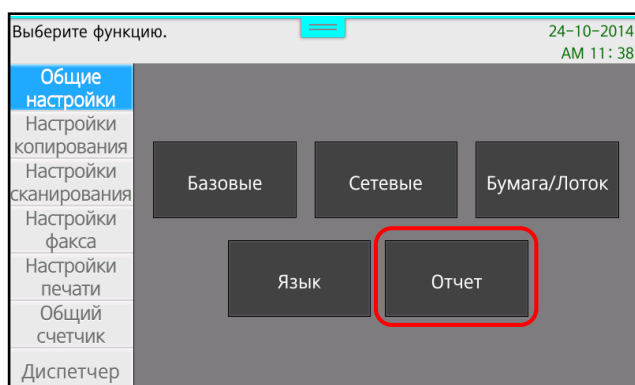 Выберите функцию.
24-10-2014
AM 11:38
Общие
настройки
Настройки
копирования
Настройки
сканирования
Настройки
факса
Настройки
печати
Общий
счетчик
Диспетчер
Базовые
Сетевые
Бумага/Лоток
Язык
Отчет